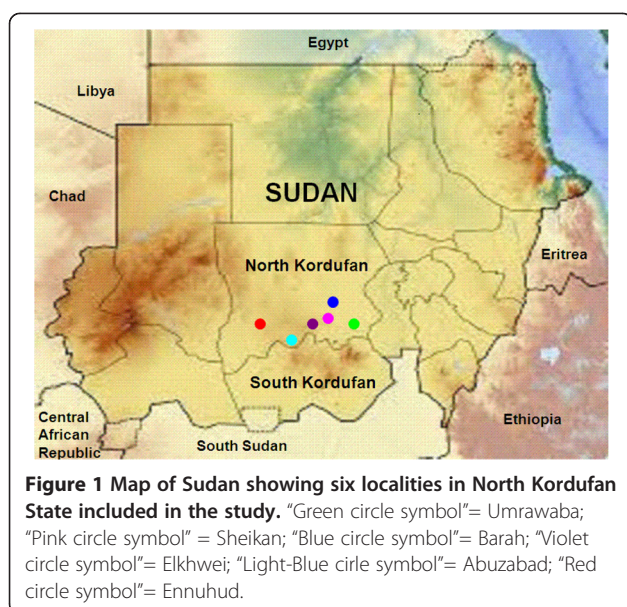 Egypt
Libya
Chad
SUDAN
North Kordufan
Eritrea
South Kordufan
Central
African
Republic
South Sudan
Ethiopia
Figure 1 Map of Sudan showing six localities in North Kordufan
State included in the study. “Green circle symbol”= Umrawaba;
“Pink circle symbol” = Sheikan; “Blue circle symbol”= Barah; “Violet
circle symbol”= Elkhwei; “Light-Blue cirle symbol”= Abuzabad; “Red
circle symbol”= Ennuhud.